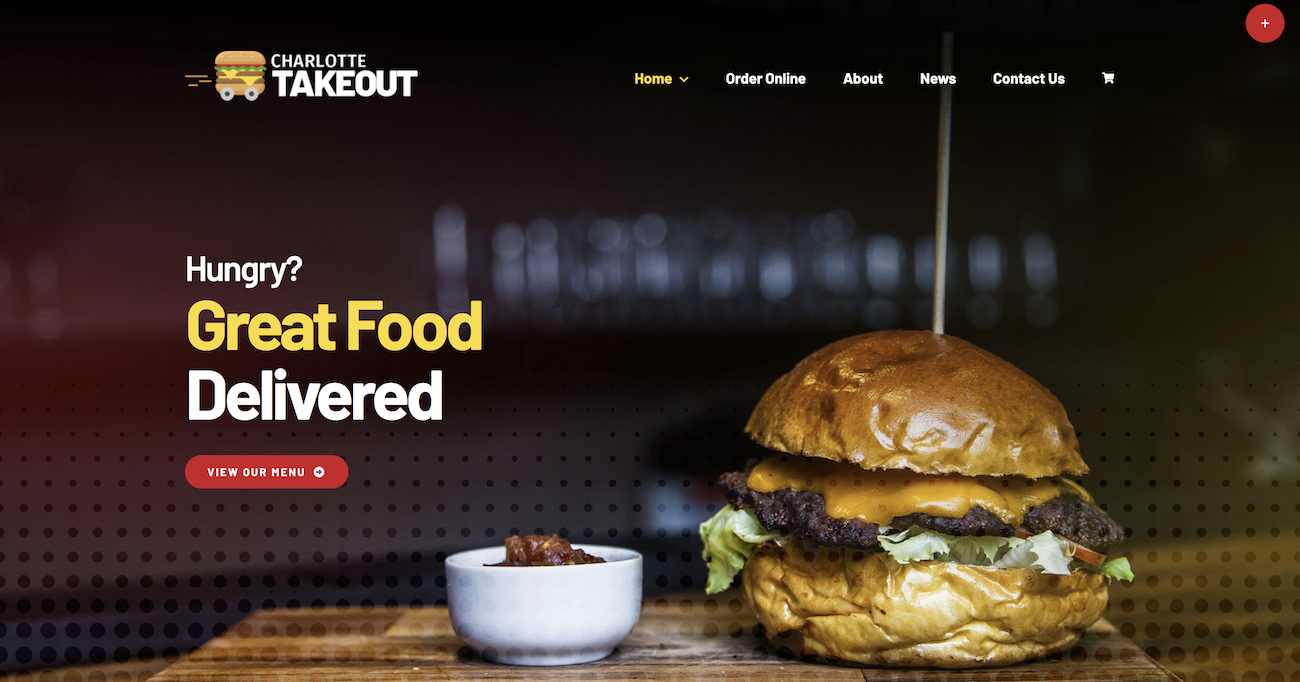 CHARLOTTE
TAKEOUT
Home Order Online About News Contact Us
+
Hungry?
Great Food
Delivered
VIEW OUR MENU